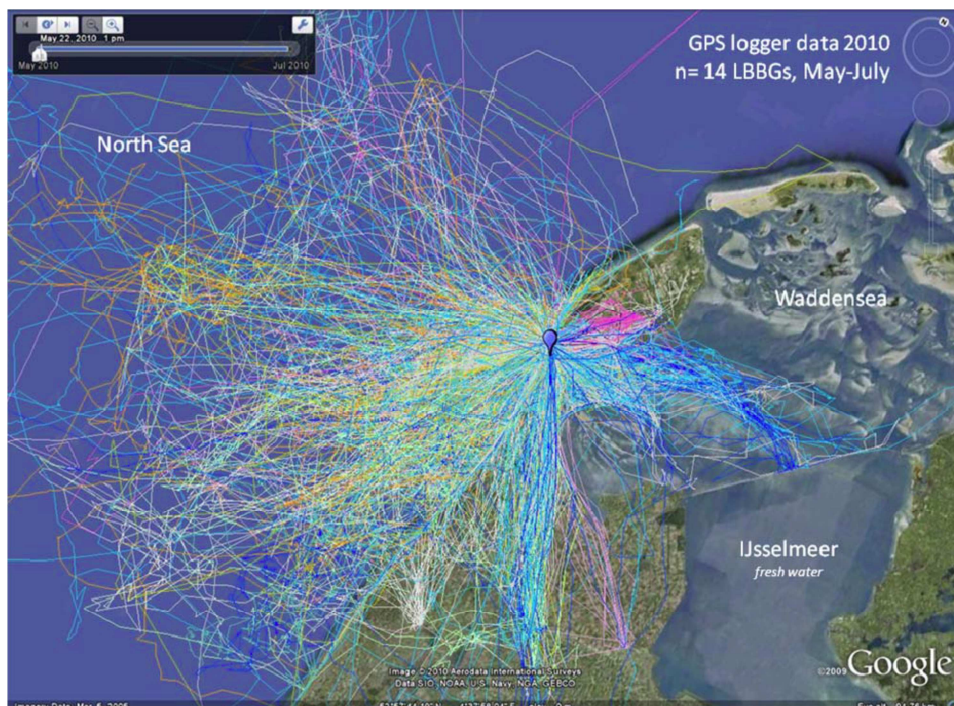 May 22, 2010 1 pm
May 2010
Jul 2010
GPS logger data 2010
n= 14 LBBGs, May-July
North Sea
Waddensea
IJsselmeer
fresh water
Image © 2010 Aerodata International Surveys
Data SIO, NOAA, U.S. Navy, NGA, GEBCO
©2009 Google